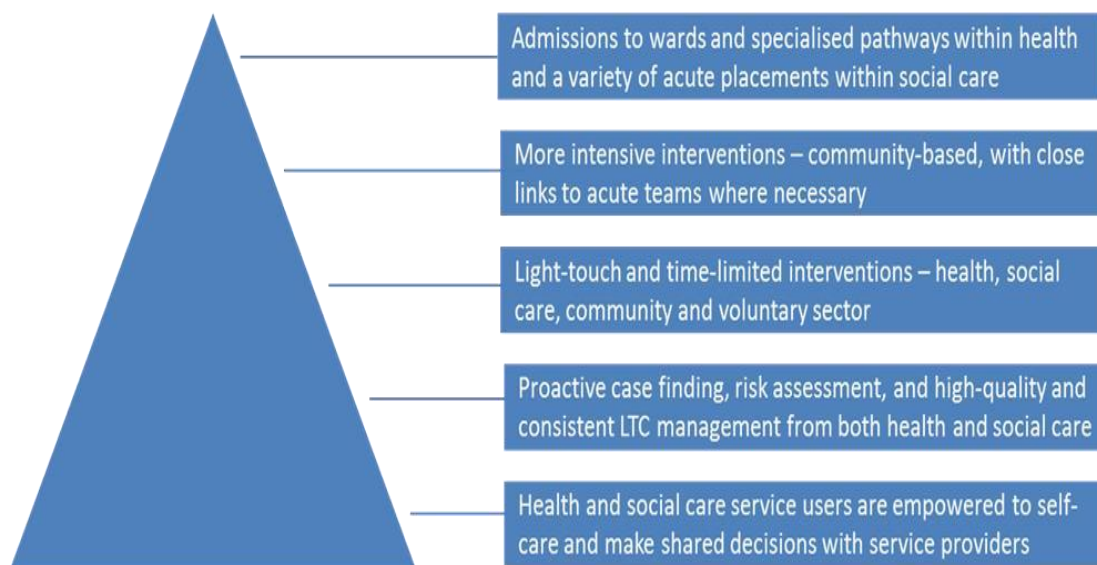 Admissions to wards and specialised pathways within health
and a variety of acute placements within social care
More intensive interventions – community-based, with close
links to acute teams where necessary
Light-touch and time-limited interventions – health, social
care, community and voluntary sector
Proactive case finding, risk assessment, and high-quality and
consistent LTC management from both health and social care
Health and social care service users are empowered to self-
care and make shared decisions with service providers